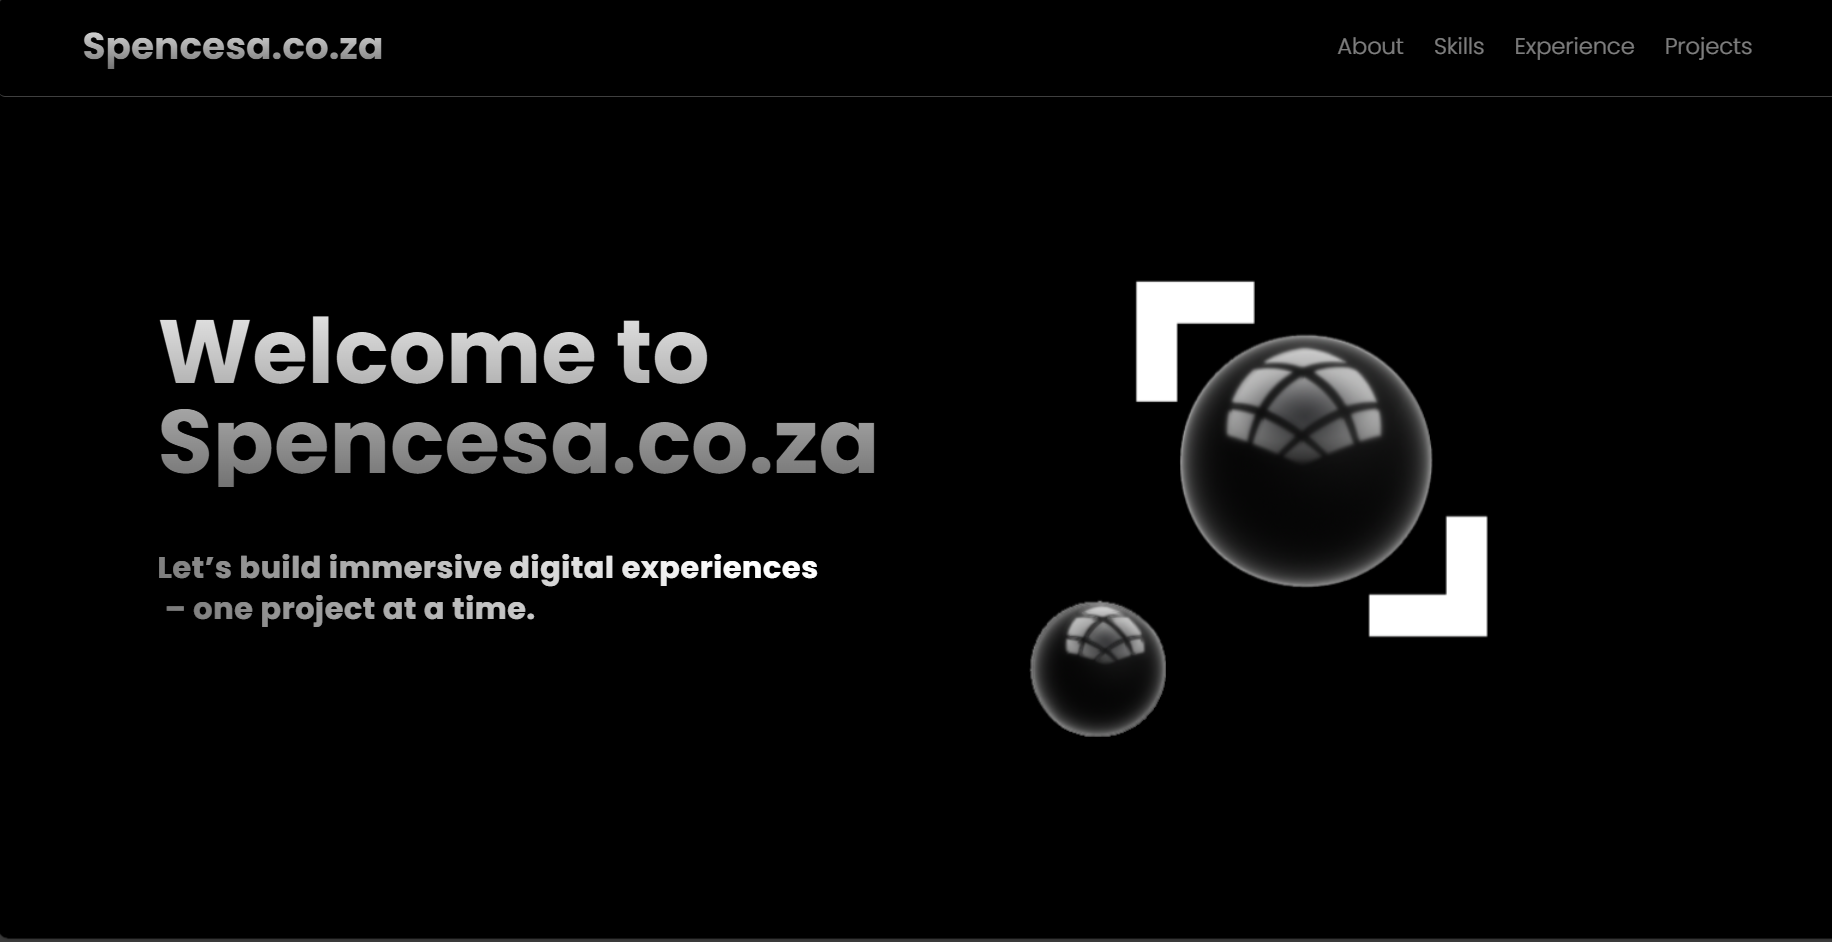 Spencesa.co.za
About Skills Experience Projects
Welcome to
Spencesa.co.za
Let’s build immersive digital experiences
– one project at a time.